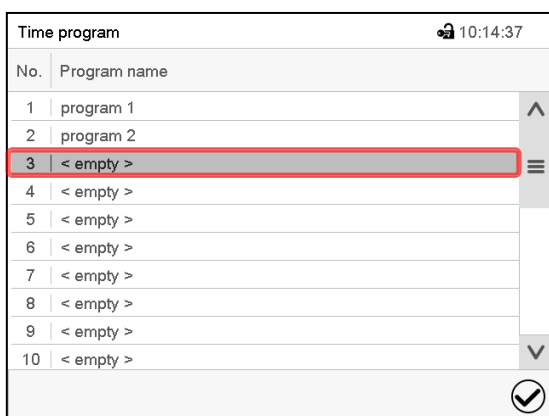 Time program 10:14:37
No. Program name
1 program 1
2 program 2
3 < empty >
4 < empty >
5 < empty >
6 < empty >
7 < empty >
8 < empty >
9 < empty >
10 < empty >